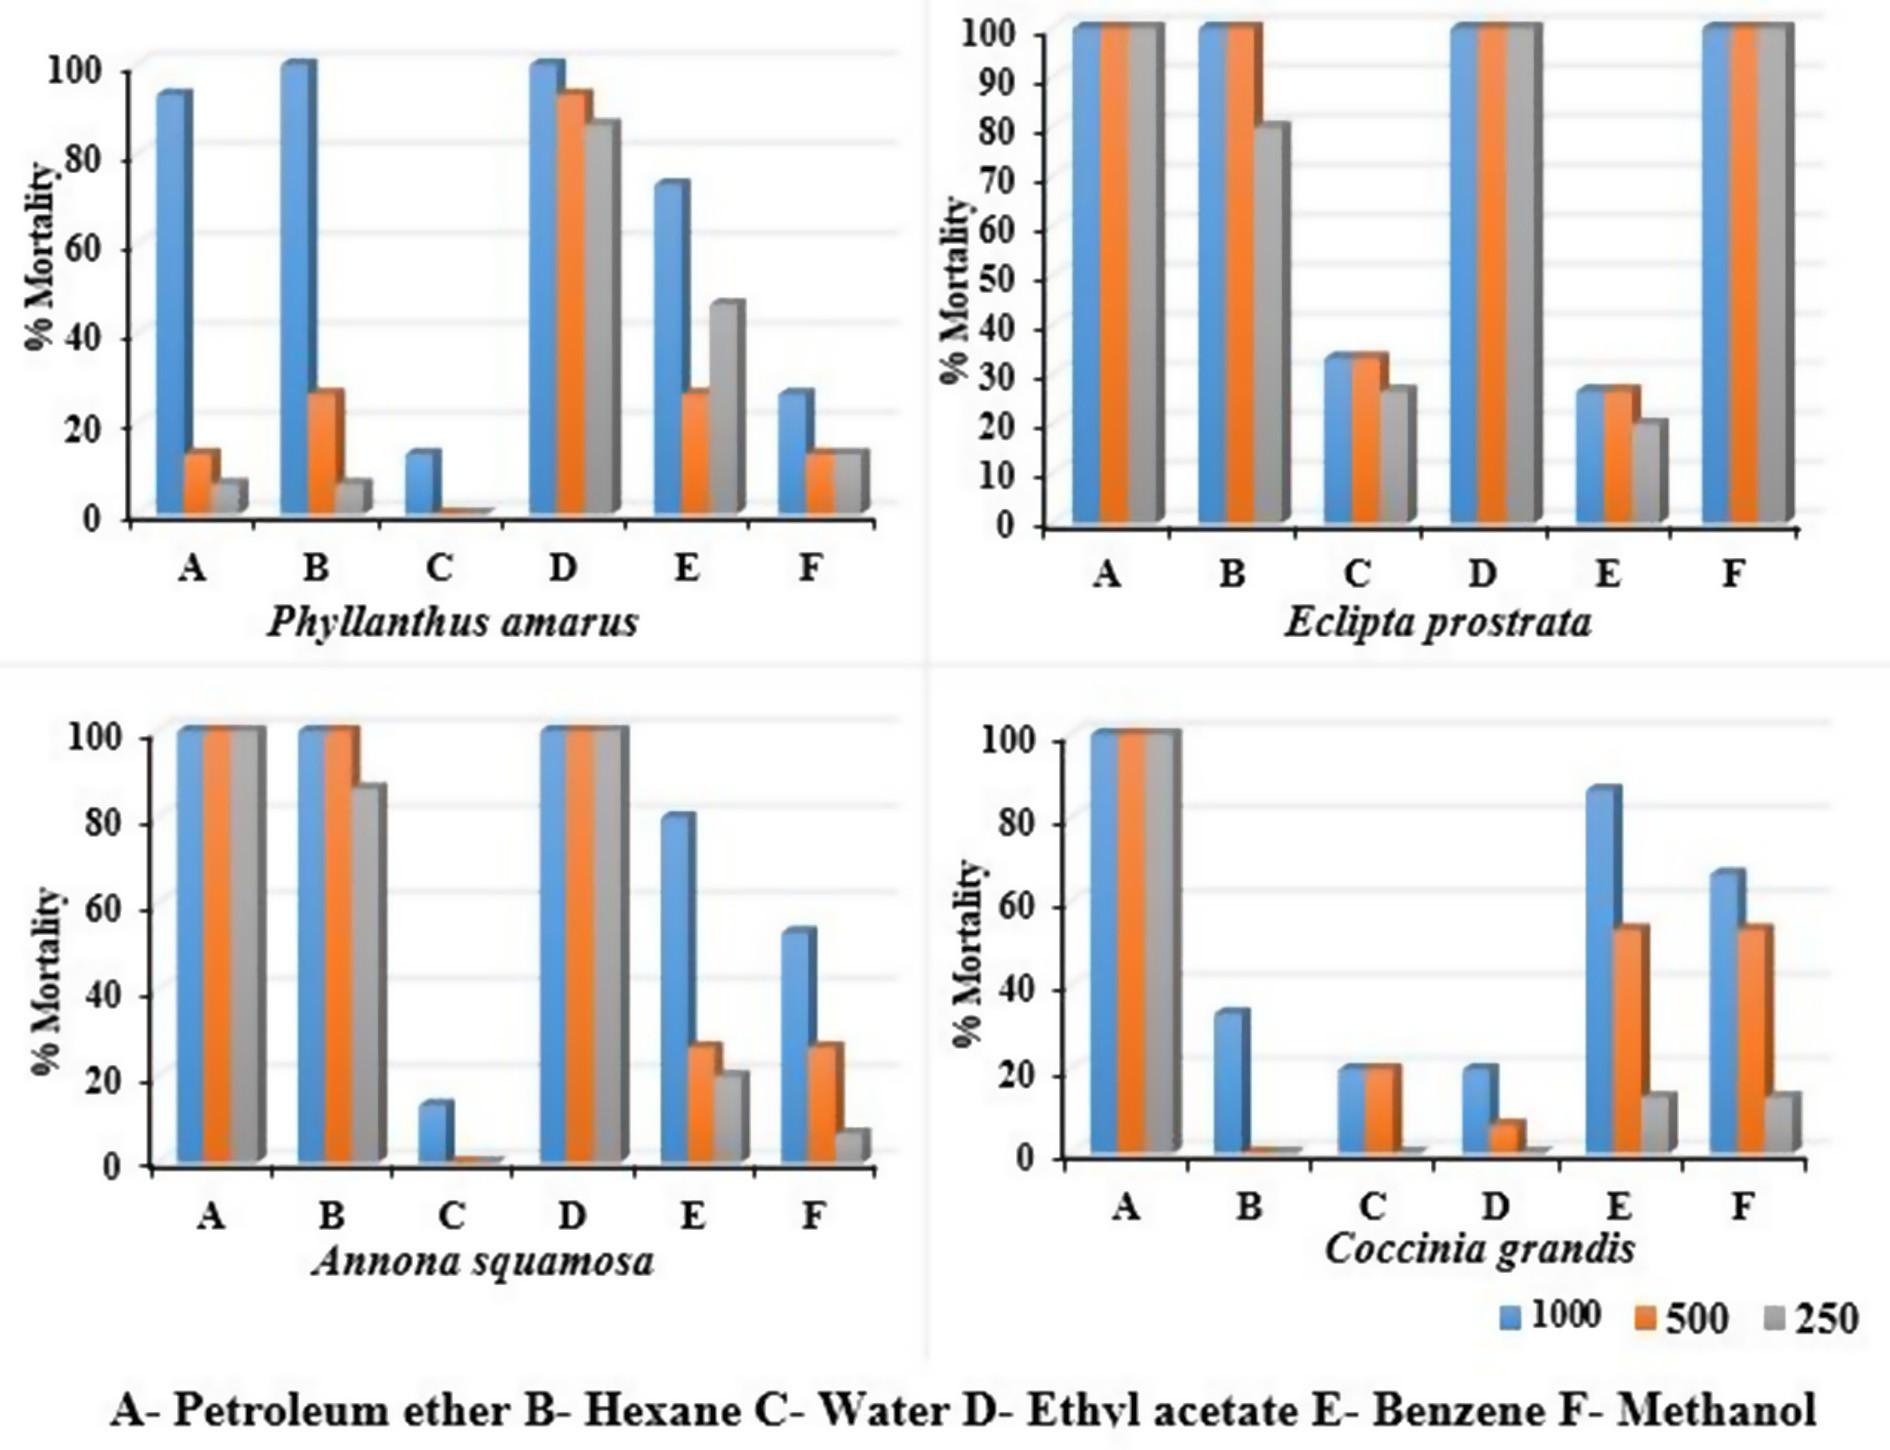 100
80
60
40
20
0
% Mortality
A B C D E F
Phyllanthus amarus
100
90
80
70
60
50
40
30
20
10
0
% Mortality
A B C D E F
Eclipta prostrata
100
80
60
40
20
0
% Mortality
A B C D E F
Annona squamosa
100
80
60
40
20
0
% Mortality
A B C D E F
Coccinia grandis
1000 500 250
A- Petroleum ether B- Hexane C- Water D- Ethyl acetate E- Benzene F- Methanol